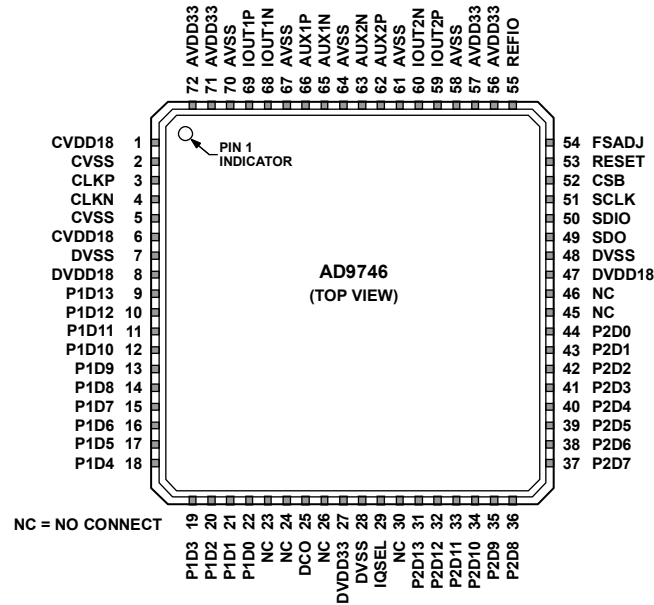 72 AVDD33
71 AVDD33
70 AVSS
69 IOUT1P
68 IOUT1N
67 AVSS
66 AUX1P
65 AUX1N
64 AVSS
63 AUX2N
62 AUX2P
61 AVSS
60 IOUT2N
59 IOUT2P
58 AVSS
57 AVDD33
56 AVDD33
55 REFIO
CVDD18 1
CVSS 2
CLKP 3
CLKN 4
CVSS 5
CVDD18 6
DVSS 7
DVDD18 8
P1D13 9
P1D12 10
P1D11 11
P1D10 12
P1D9 13
P1D8 14
P1D7 15
P1D6 16
P1D5 17
P1D4 18
PIN 1
INDICATOR
AD9746
(TOP VIEW)
54 FSADJ
53 RESET
52 CSB
51 SCLK
50 SDIO
49 SDO
48 DVSS
47 DVDD18
46 NC
45 NC
44 P2D0
43 P2D1
42 P2D2
41 P2D3
40 P2D4
39 P2D5
38 P2D6
37 P2D7
NC = NO CONNECT
P1D3 19
P1D2 20
P1D1 21
P1D0 22
NC 23
NC 24
DCO 25
NC 26
DVDD33 27
DVSS 28
IQSEL 29
NC 30
P2D13 31
P2D12 32
P2D11 33
P2D10 34
P2D9 35
P2D8 36